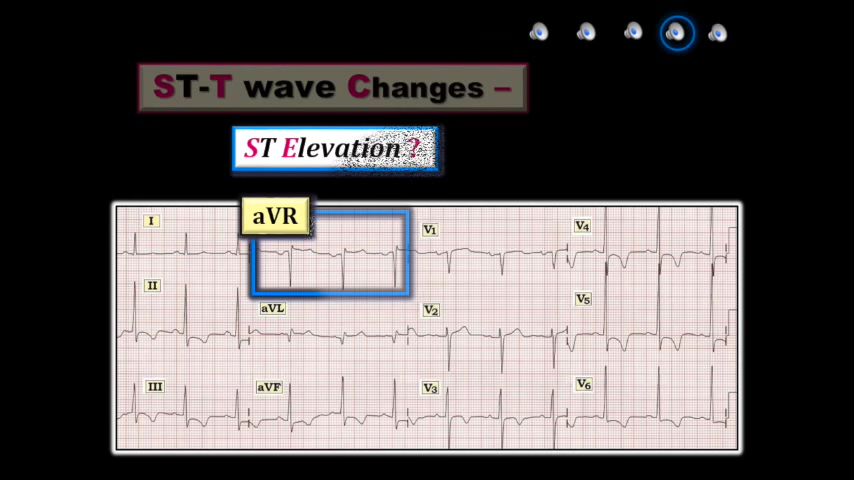 ST-T wave Changes –
ST Elevation ?
I
aVR
V1
V4
II
aVL
V2
V5
III
aVF
V3
V6